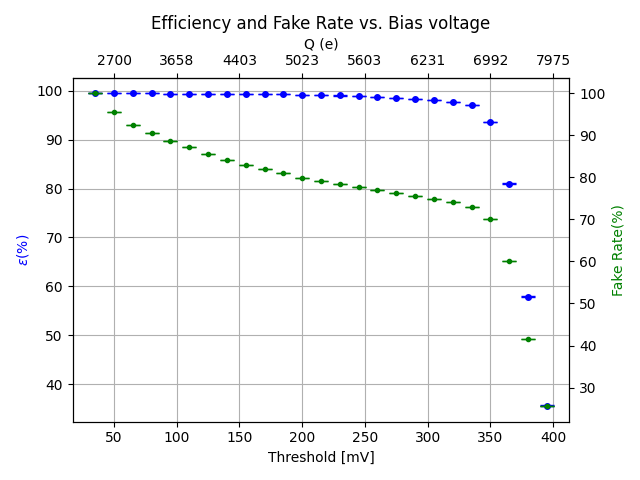 Efficiency and Fake Rate vs. Bias voltage
Q (e)
2700 3658 4403 5023 5603 6231 6992 7975
100 100
90 90
80 80
70 70
60 60
50 50
40 40
30
ε(%)
Fake Rate(%)
50 100 150 200 250 300 350 400
Threshold [mV]